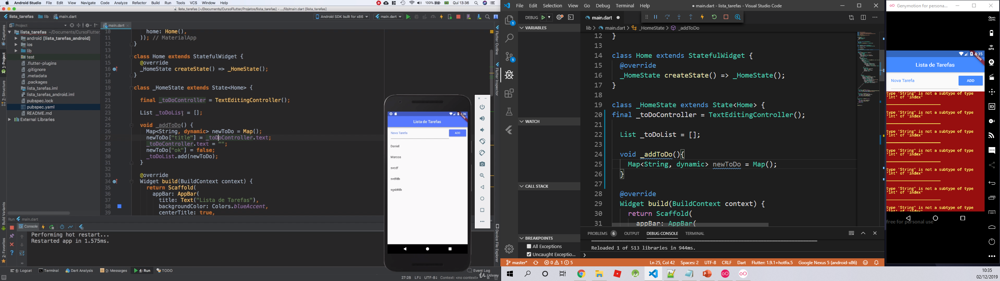 Android Studio File Edit View Navigate Code Analyze Refactor Build Run Tools VCS Window Help 100% Qui 13:36
lista_tarefas [~/Documents/CursoFlutter/Projetos/lista_tarefas] - .../lib/main.dart [lista_tarefas]
lista_tarefas lib main.dart Android SDK built for x86 main.dart
Project main.dart
lista_tarefas ~/Documents/CursoFlutter/
android [lista_tarefas_android]
ios
lib
test
.flutter-plugins
.gitignore
.metadata
.packages
lista_tarefas.iml
lista_tarefas_android.iml
pubspec.lock
pubspec.yaml
README.md
External Libraries
Captures
1: Project
Z: Structure
Build Variants
2: Favorites
10 home: Home(),
11 )); // MaterialApp
12 }
13
14 class Home extends StatefulWidget {
15 @override
16 _HomeState createState() => _HomeState();
17 }
18
19 class _HomeState extends State<Home> {
20
21 final _toDoController = TextEditingController();
22
23 List _toDoList = [];
24
25 void _addToDo() {
26 Map<String, dynamic> newToDo = Map();
27 newToDo["title"] = _toDoController.text;
28 _toDoController.text = "";
29 newToDo["ok"] = false;
30 _toDoList.add(newToDo);
31 }
32
33 @override
34 Widget build(BuildContext context) {
35 return Scaffold(
36 appBar: AppBar(
37 title: Text("Lista de Tarefas"),
38 backgroundColor: Colors.blueAccent,
39 centerTitle: true,
Flutter Outline
Flutter Inspector
Device File Explorer
Run main.dart
Console
Performing hot restart...
Restarted app in 1.575ms.
6: Logcat Terminal Dart Analysis 0: Messages 4: Run TODO Event Log
27:28 LF UTF-8 Context: <no context>
Udemy
Lista de Tarefas
Nova Tarefa ADD
Daniel
Marcos
svcdf
svdfdb
sgsbfdb
File Edit Selection View Go Debug Terminal Help ● main.dart - lista_tarefas - Visual Studio Code
DEBUG main.dart
lib > main.dart > _HomeState > _addToDo
VARIABLES
WATCH
CALL STACK
BREAKPOINTS
All Exceptions
Uncaught Exceptio...
12 }
13
14 class Home extends StatefulWidget {
15 @override
16 _HomeState createState() => _HomeState();
17 }
18
19 class _HomeState extends State<Home> {
20 final _toDoController = TextEditingController();
21
22 List _toDoList = [];
23
24 void _addToDo(){
25 Map<String, dynamic> newToDo = Map();
26 }
27
28 @override
29 Widget build(BuildContext context) {
30 return Scaffold(
31 appBar: AppBar(
PROBLEMS 6 OUTPUT DEBUG CONSOLE TERMINAL
Reloaded 1 of 513 libraries in 944ms.
master* 0 1 5 Ln 25, Col 42 Spaces: 2 UTF-8 CRLF Dart Flutter: 1.9.1+hotfix.5 Google Nexus 5 (android-x86)
Genymotion for persona...
8:35
DEBUG
Lista de Tarefas
Nova Tarefa ADD
type 'String' is not a subtype of type
'int' of 'index'
type 'String' is not a subtype of type
'int' of 'index'
type 'String' is not a subtype of type
'int' of 'index'
type 'String' is not a subtype of type
'int' of 'index'
type 'String' is not a subtype of type
'int' of 'index'
type 'String' is not a subtype of type
'int' of 'index'
type 'String' is not a subtype of type
'int' of 'index'
free for personal use
Open GAPPS
GPS
ID
10:35
02/12/2019